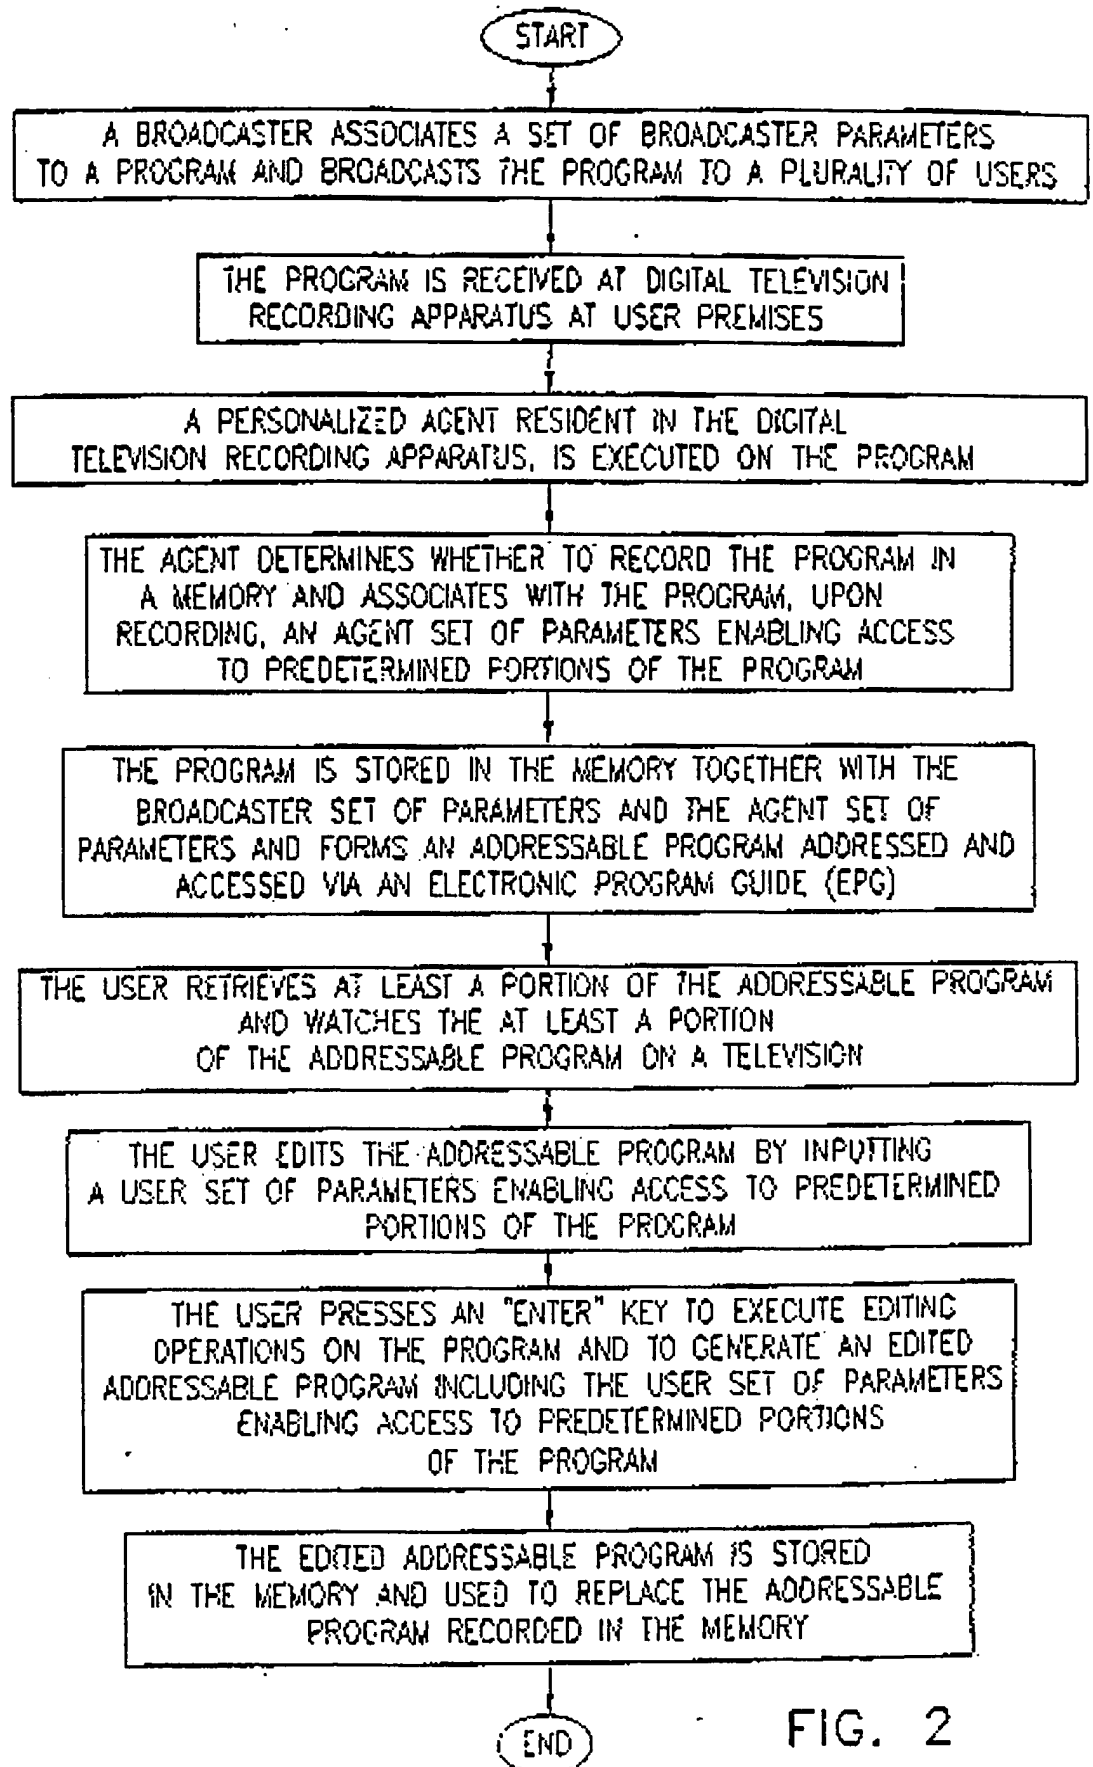 START
A BROADCASTER ASSOCIATES A SET OF BROADCASTER PARAMETERS
TO A PROGRAM AND BROADCASTS THE PROGRAM TO A PLURALITY OF USERS
THE PROGRAM IS RECEIVED AT DIGITAL TELEVISION
RECORDING APPARATUS AT USER PREMISES
A PERSONALIZED AGENT RESIDENT IN THE DIGITAL
TELEVISION RECORDING APPARATUS, IS EXECUTED ON THE PROGRAM
THE AGENT DETERMINES WHETHER TO RECORD THE PROGRAM IN
A MEMORY AND ASSOCIATES WITH THE PROGRAM, UPON
RECORDING, AN AGENT SET OF PARAMETERS ENABLING ACCESS
TO PREDETERMINED PORTIONS OF THE PROGRAM
THE PROGRAM IS STORED IN THE MEMORY TOGETHER WITH THE
BROADCASTER SET OF PARAMETERS AND THE AGENT SET OF
PARAMETERS AND FORMS AN ADDRESSABLE PROGRAM ADDRESSED AND
ACCESSED VIA AN ELECTRONIC PROGRAM GUIDE (EPG)
THE USER RETRIEVES AT LEAST A PORTION OF THE ADDRESSABLE PROGRAM
AND WATCHES THE AT LEAST A PORTION
OF THE ADDRESSABLE PROGRAM ON A TELEVISION
THE USER EDITS THE ADDRESSABLE PROGRAM BY INPUTTING
A USER SET OF PARAMETERS ENABLING ACCESS TO PREDETERMINED
PORTIONS OF THE PROGRAM
THE USER PRESSES AN "ENTER" KEY TO EXECUTE EDITING
OPERATIONS ON THE PROGRAM AND TO GENERATE AN EDITED
ADDRESSABLE PROGRAM INCLUDING THE USER SET OF PARAMETERS
ENABLING ACCESS TO PREDETERMINED PORTIONS
OF THE PROGRAM
THE EDITED ADDRESSABLE PROGRAM IS STORED
IN THE MEMORY AND USED TO REPLACE THE ADDRESSABLE
PROGRAM RECORDED IN THE MEMORY
END
FIG. 2